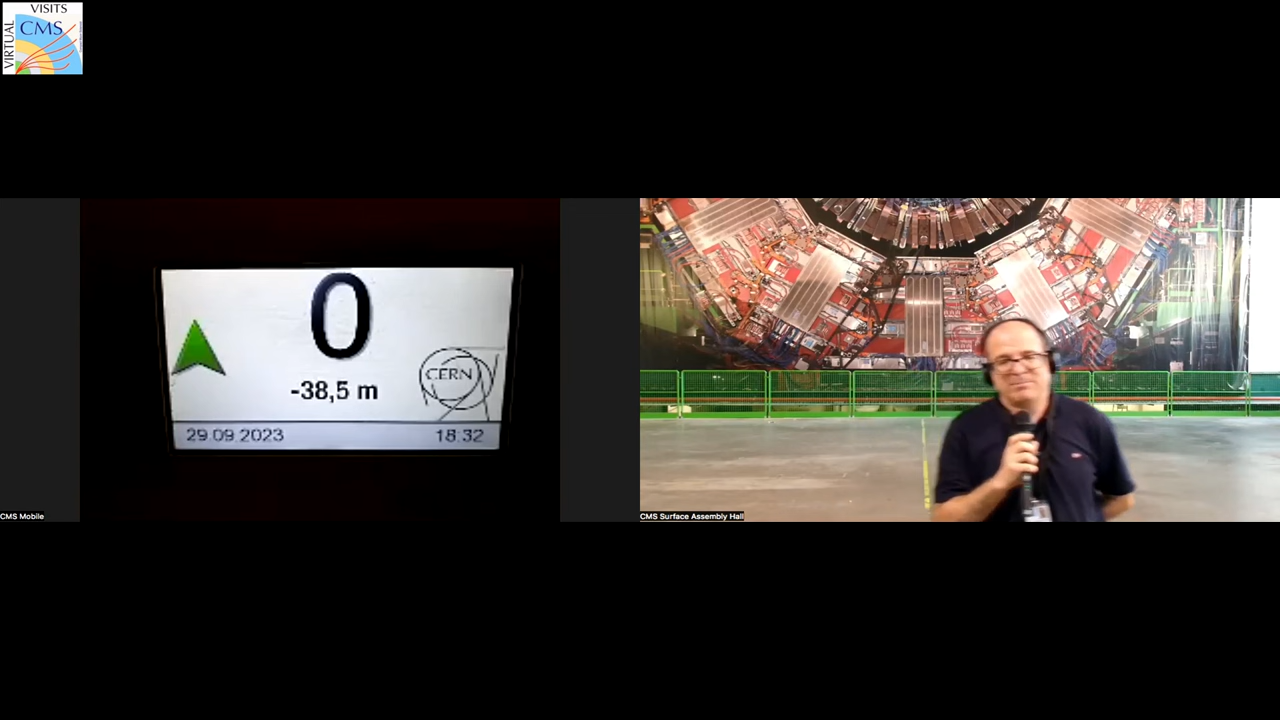 VISITS
CMS
VIRTUAL
0
-38,5 m
CERN
29.09.2023
18:32
CMS Mobile
CMS Surface Assembly Hall